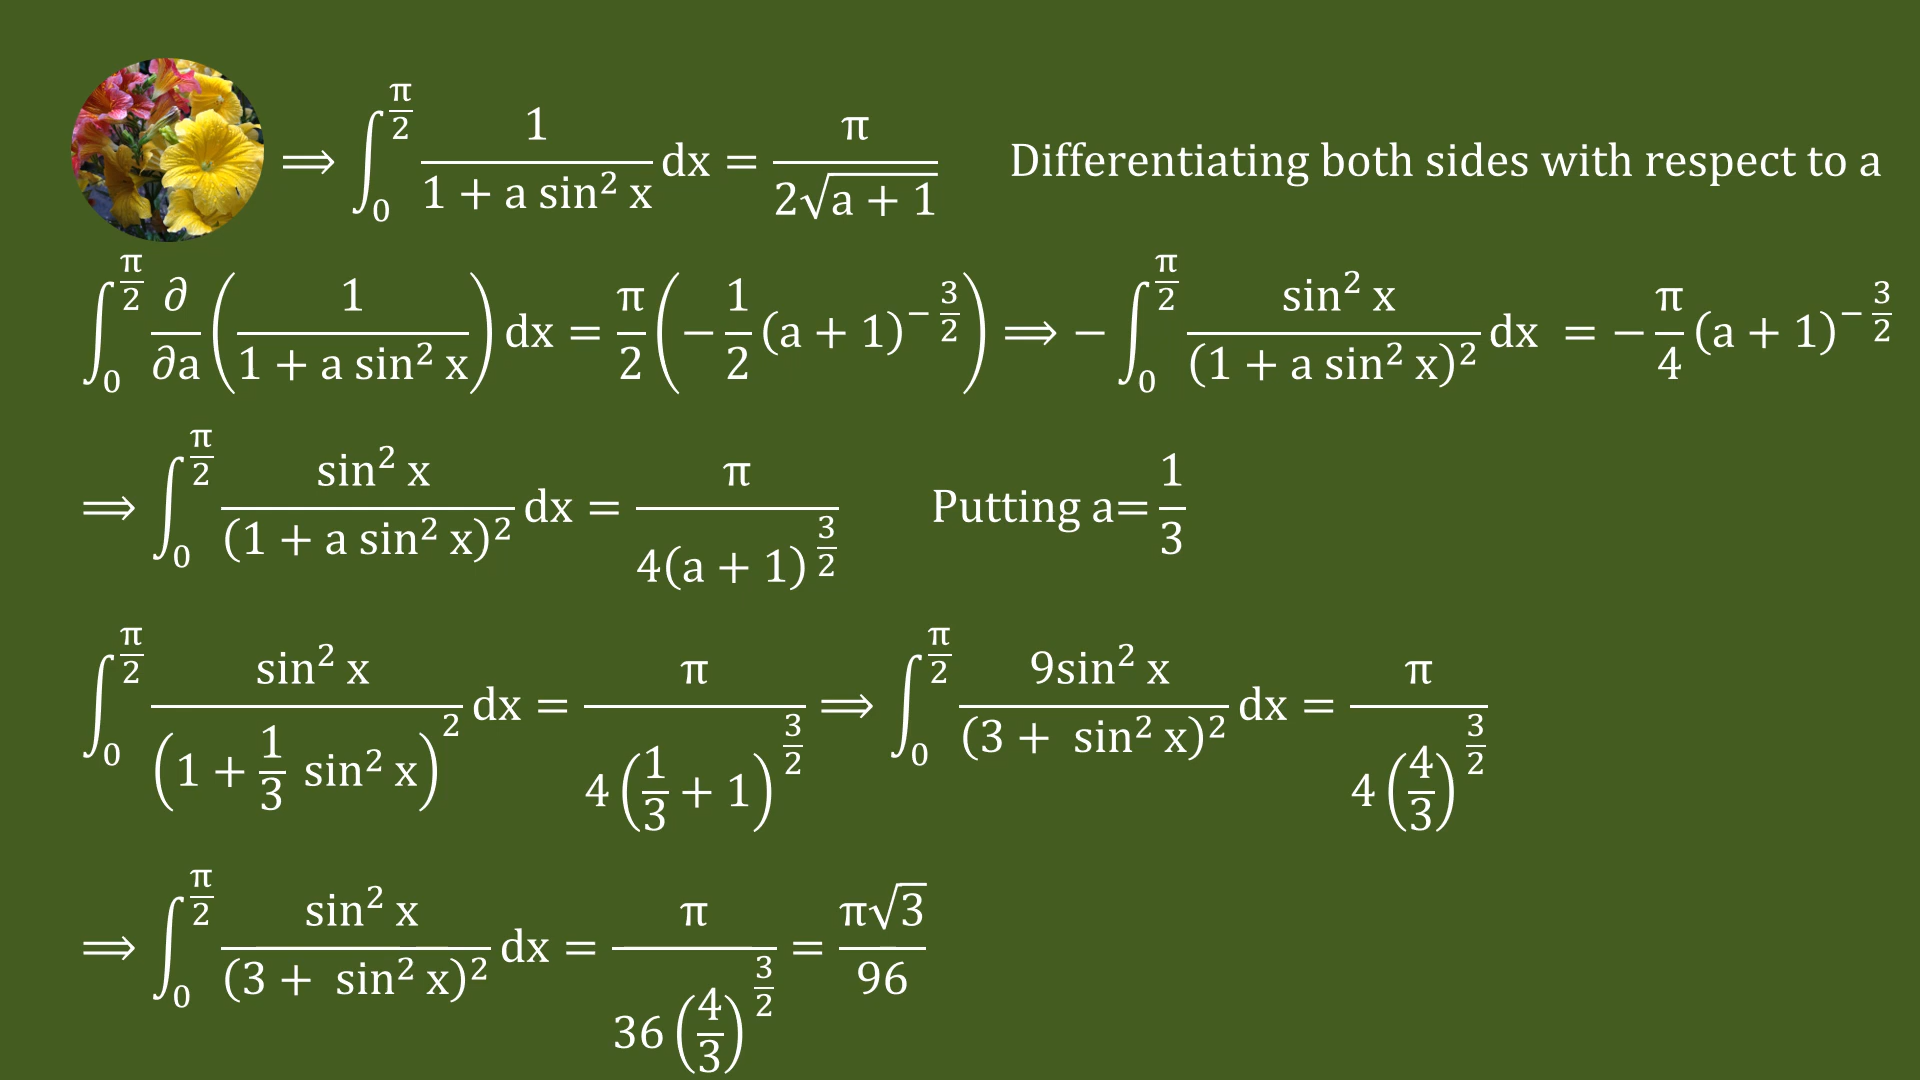 ⟹ ∫₀^(π/2) 1/(1 + a sin² x) dx = π/(2√(a + 1)) Differentiating both sides with respect to a
∫₀^(π/2) ∂/∂a (1/(1 + a sin² x)) dx = π/2 (−1/2 (a + 1)^(−3/2)) ⟹ − ∫₀^(π/2) sin² x/(1 + a sin² x)² dx = −π/4 (a + 1)^(−3/2)
⟹ ∫₀^(π/2) sin² x/(1 + a sin² x)² dx = π/(4(a + 1)^(3/2)) Putting a=1/3
∫₀^(π/2) sin² x/(1 + 1/3 sin² x)² dx = π/(4(1/3 + 1)^(3/2)) ⟹ ∫₀^(π/2) 9sin² x/(3 + sin² x)² dx = π/(4(4/3)^(3/2))
⟹ ∫₀^(π/2) sin² x/(3 + sin² x)² dx = π/(36(4/3)^(3/2)) = π√3/96